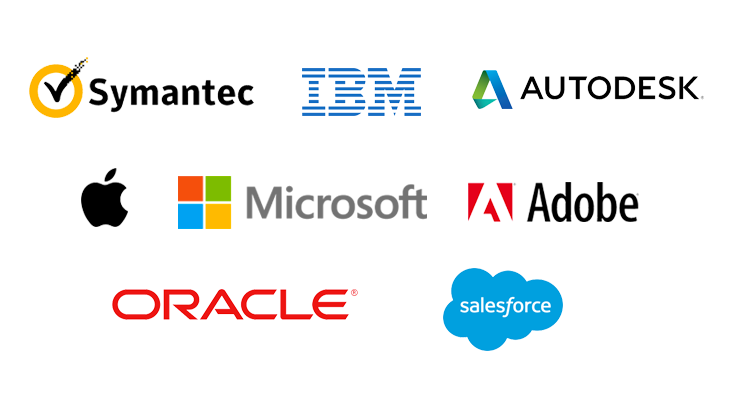 Symantec
IBM
AUTODESK.
Microsoft
Adobe
ORACLE®
salesforce